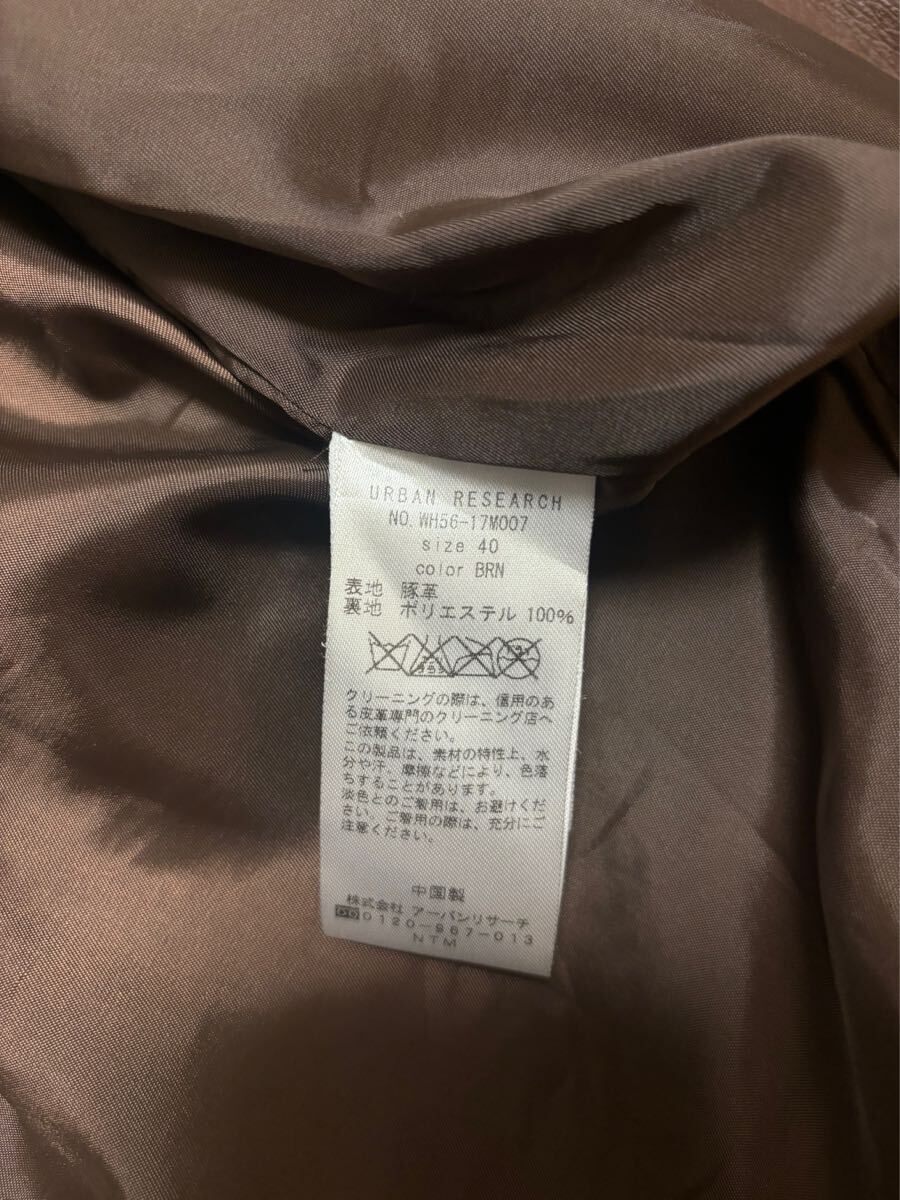 URBAN RESEARCH
NO.WH56-17M007
size 40
color BRN
表地 豚革
裏地 ポリエステル 100%
クリーニングの際は、信用のあ
る皮革専門のクリーニング店へ
ご依頼ください。
この製品は、素材の特性上、水
分や汗、摩擦などにより、色落
ちすることがあります。
淡色とのご着用は、お避けくだ
さい。ご着用の際は、充分にご
注意ください。
中国製
株式会社 アーバンリサーチ
0120-967-013
NTM